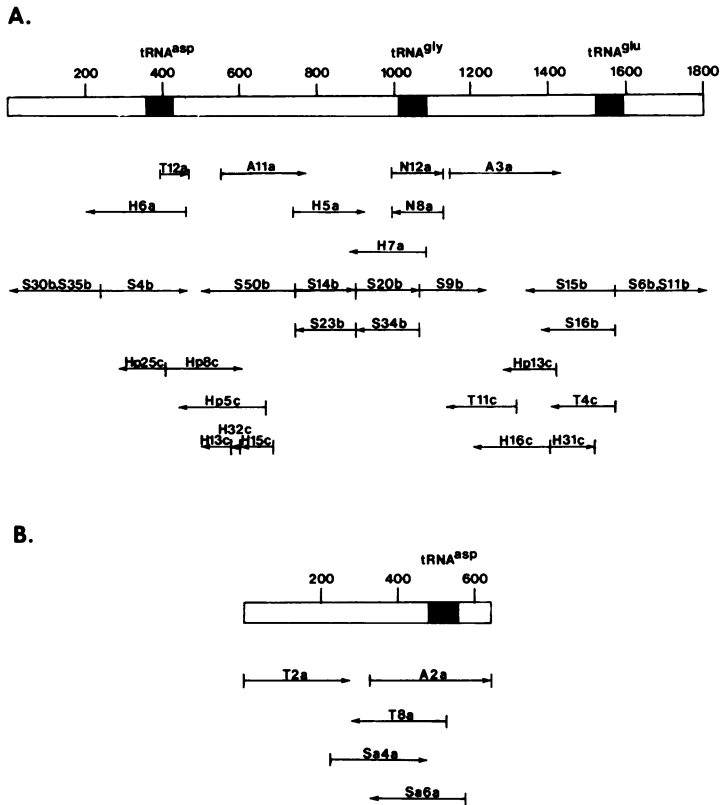 A.
tRNAasp tRNAgly tRNAglu
200 400 600 800 1000 1200 1400 1600 1800
T12a A11a N12a A3a
H6a H5a N8a
H7a
S30b,S35b S4b S50b S14b S20b S9b S15b S6b,S11b
S23b S34b S16b
Hp25c Hp8c Hp13c
Hp5c T11c T4c
H32c
H13c H15c H16c H31c
B.
tRNAasp
200 400 600
T2a A2a
T8a
Sa4a
Sa6a